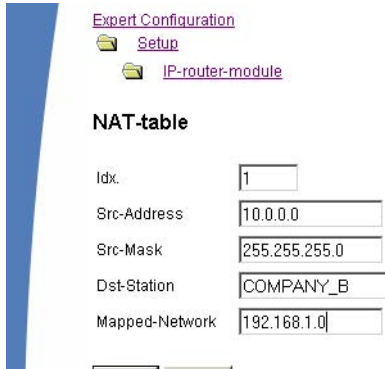 Expert Configuration
Setup
IP-router-module
NAT-table
Idx. 1
Src-Address 10.0.0.0
Src-Mask 255.255.255.0
Dst-Station COMPANY_B
Mapped-Network 192.168.1.0